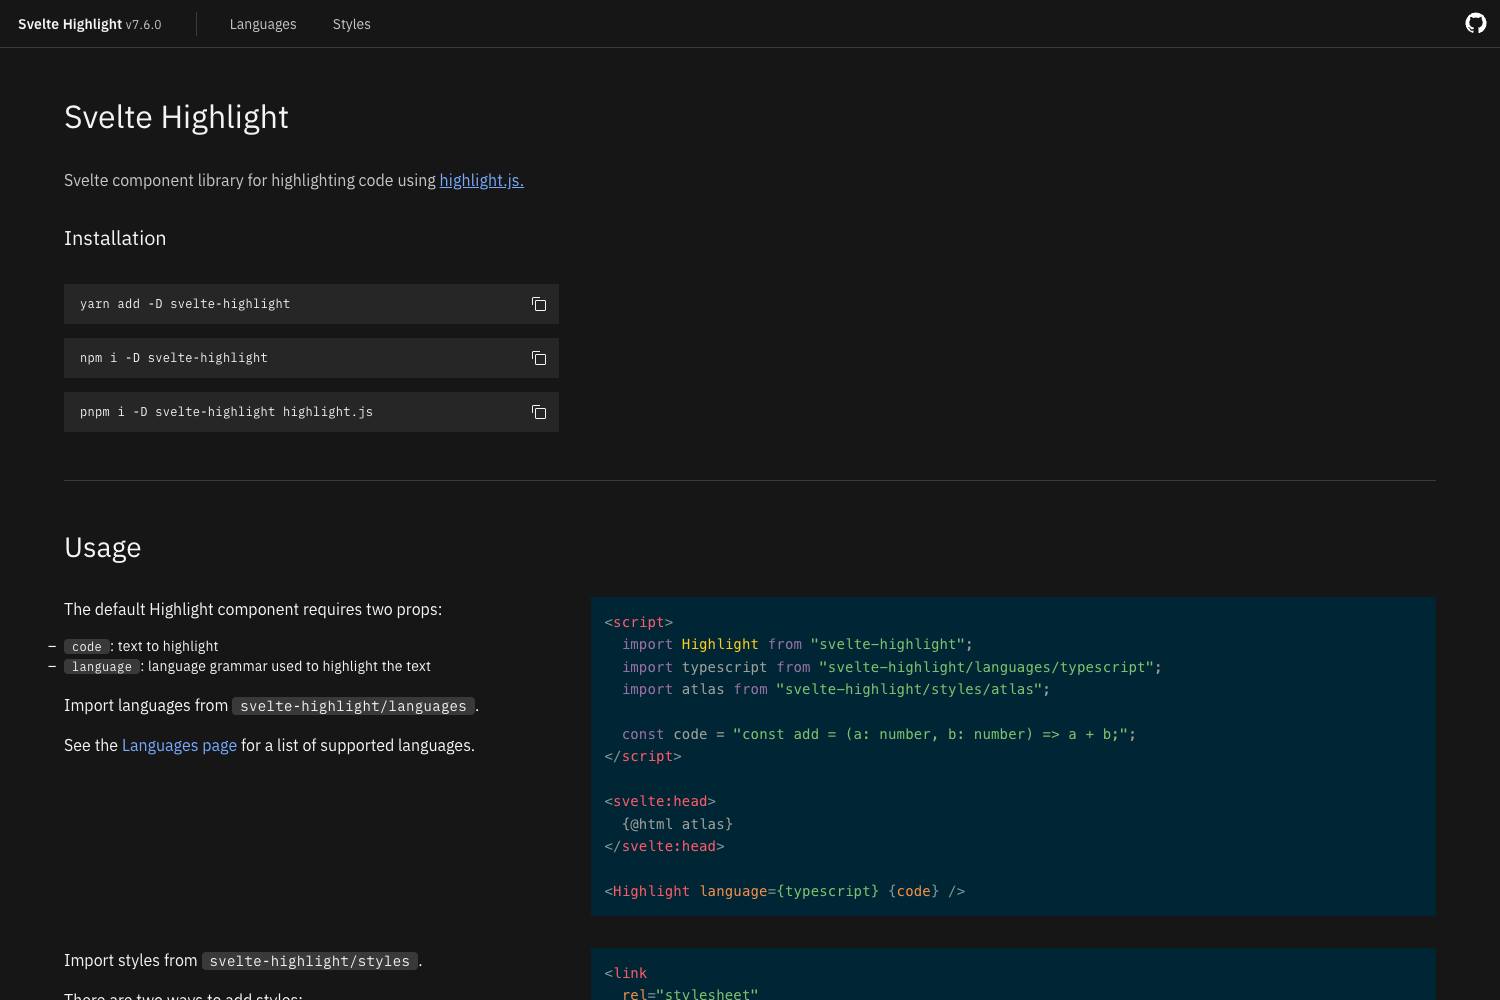 Svelte Highlight v7.6.0
Languages
Styles
Svelte Highlight
Svelte component library for highlighting code using highlight.js.
Installation
yarn add -D svelte-highlight
npm i -D svelte-highlight
pnpm i -D svelte-highlight highlight.js
Usage
The default Highlight component requires two props:
– code: text to highlight
– language: language grammar used to highlight the text
Import languages from svelte-highlight/languages.
See the Languages page for a list of supported languages.
<script>
  import Highlight from "svelte-highlight";
  import typescript from "svelte-highlight/languages/typescript";
  import atlas from "svelte-highlight/styles/atlas";
  const code = "const add = (a: number, b: number) => a + b;";
</script>
<svelte:head>
  {@html atlas}
</svelte:head>
<Highlight language={typescript} {code} />
Import styles from svelte-highlight/styles.
There are two ways to add styles:
<link
  rel="stylesheet"